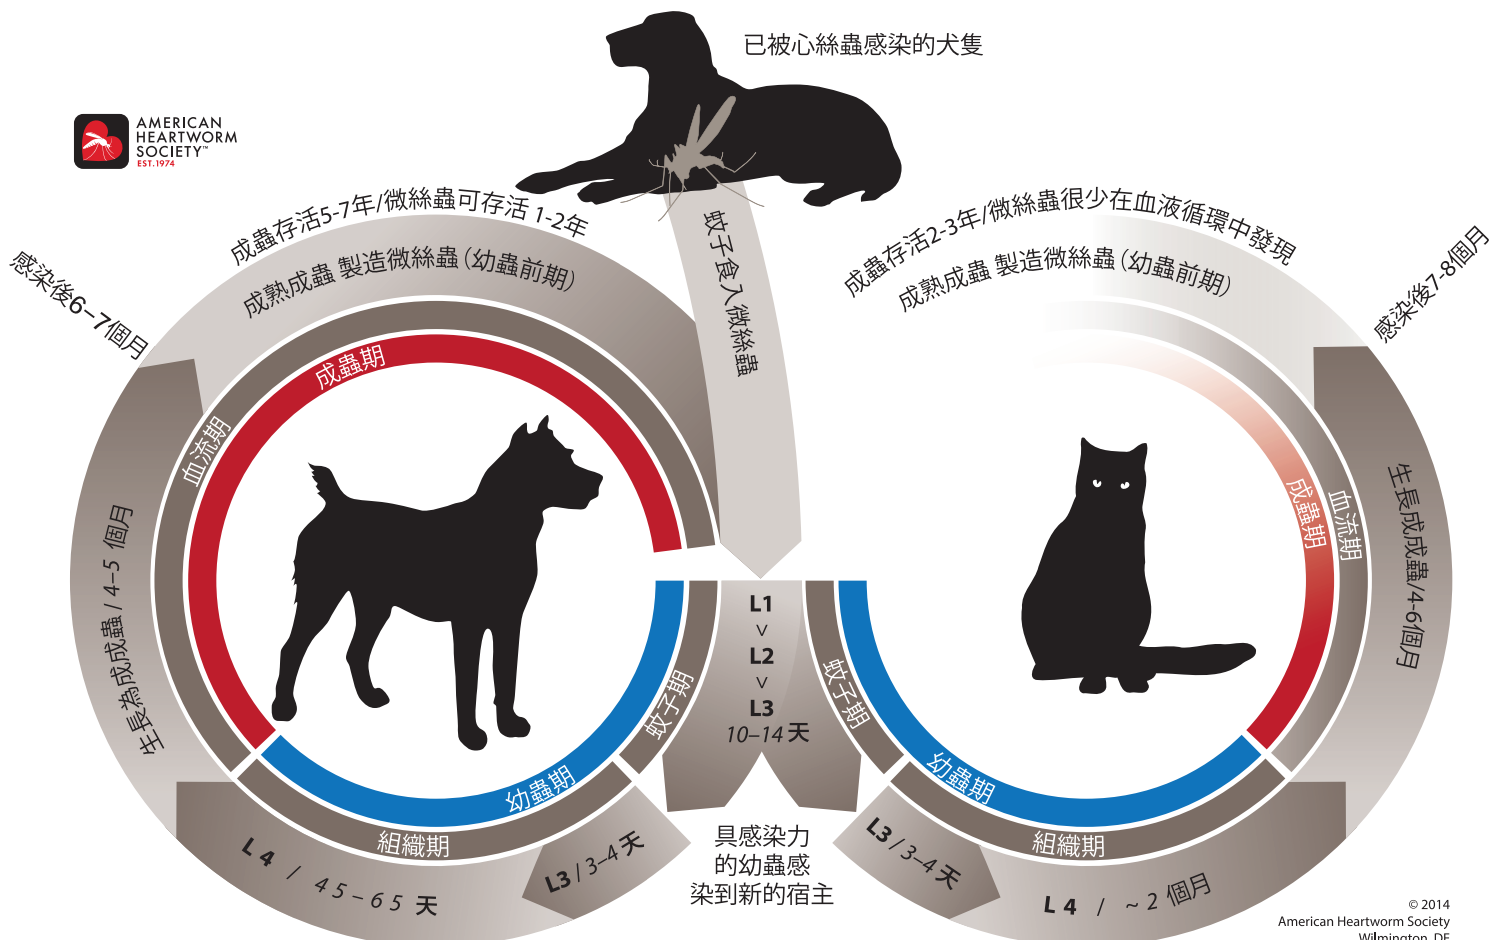 已被心絲蟲感染的犬隻
AMERICAN
HEARTWORM
SOCIETY™
EST.1974
成蟲存活5-7年/微絲蟲可存活 1-2年
成熟成蟲 製造微絲蟲（幼蟲前期）
感染後6–7個月
蚊子食入微絲蟲
成蟲存活2-3年/微絲蟲很少在血液循環中發現
成熟成蟲 製造微絲蟲（幼蟲前期）
感染後7-8個月
成蟲期
血流期
生長為成成蟲 / 4–5 個月
成蟲期
血流期
生長成成蟲/4-6個月
L1
v
L2
v
L3
10–14 天
蚊子期
蚊子期
幼蟲期
組織期
L3 / 3–4 天
L 4 / 45–65 天
幼蟲期
組織期
L3 / 3–4 天
L 4 / ~ 2 個月
具感染力
的幼蟲感
染到新的宿主
© 2014
American Heartworm Society
Wilmington, DE